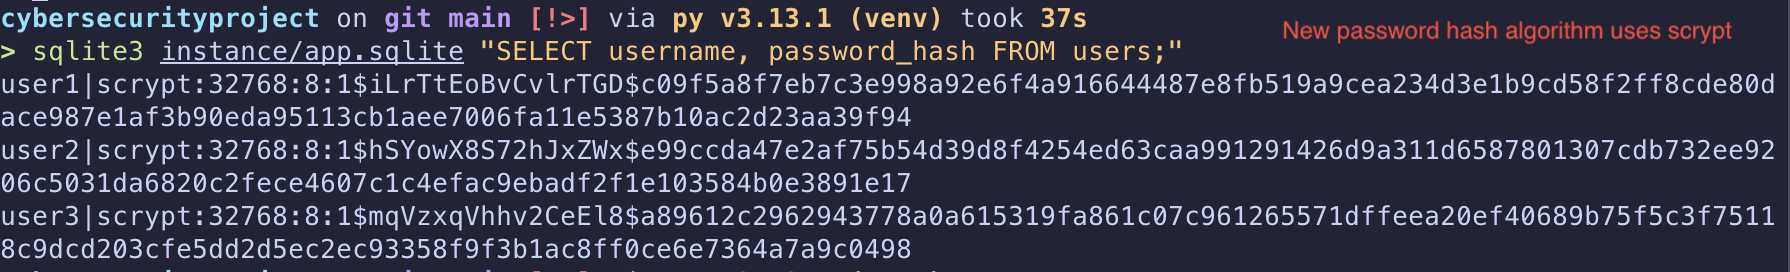 cybersecurityproject on git main [!>] via py v3.13.1 (venv) took 37s
New password hash algorithm uses scrypt
> sqlite3 instance/app.sqlite "SELECT username, password_hash FROM users;"
user1|scrypt:32768:8:1$iLrTtEoBvCvlrTGD$c09f5a8f7eb7c3e998a92e6f4a916644487e8fb519a9cea234d3e1b9cd58f2ff8cde80d
ace987e1af3b90eda95113cb1aee7006fa11e5387b10ac2d23aa39f94
user2|scrypt:32768:8:1$hSYowX8S72hJxZWx$e99ccda47e2af75b54d39d8f4254ed63caa991291426d9a311d6587801307cdb732ee92
06c5031da6820c2fece4607c1c4efac9ebadf2f1e103584b0e3891e17
user3|scrypt:32768:8:1$mqVzxqVhhv2CeEl8$a89612c2962943778a0a615319fa861c07c961265571dffeea20ef40689b75f5c3f7511
8c9dcd203cfe5dd2d5ec2ec93358f9f3b1ac8ff0ce6e7364a7a9c0498